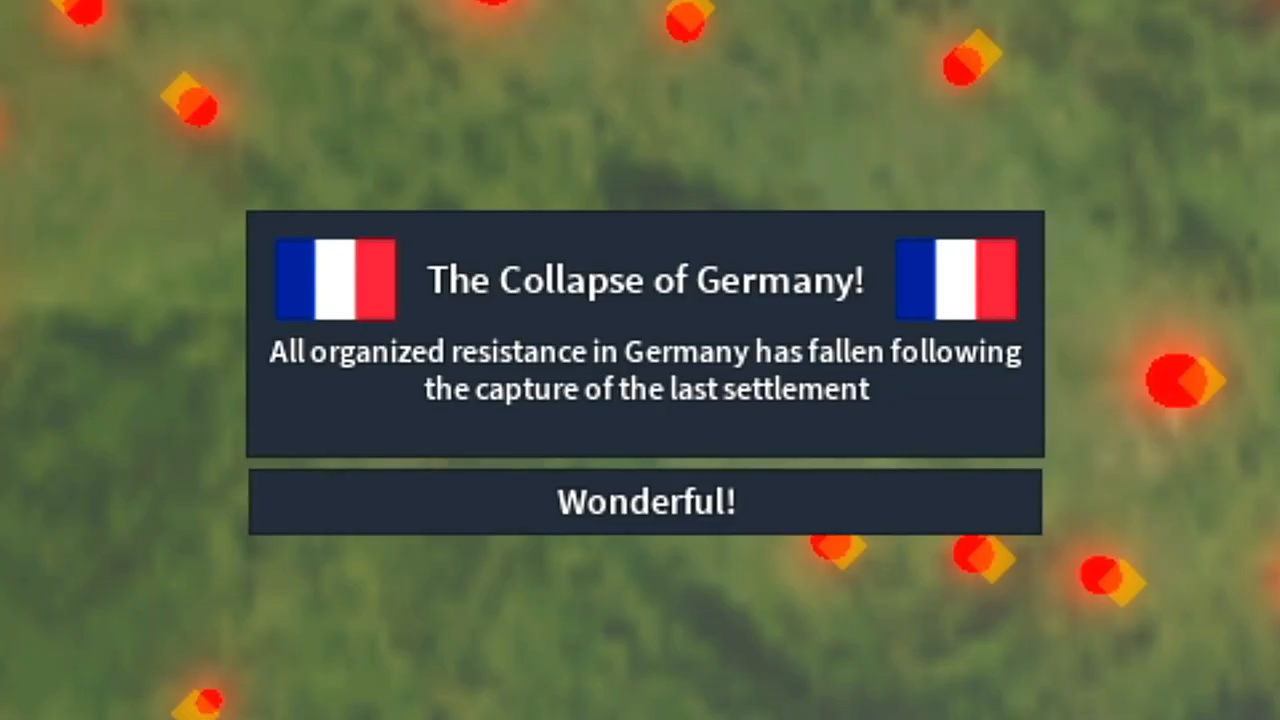 The Collapse of Germany!
All organized resistance in Germany has fallen following
the capture of the last settlement
Wonderful!